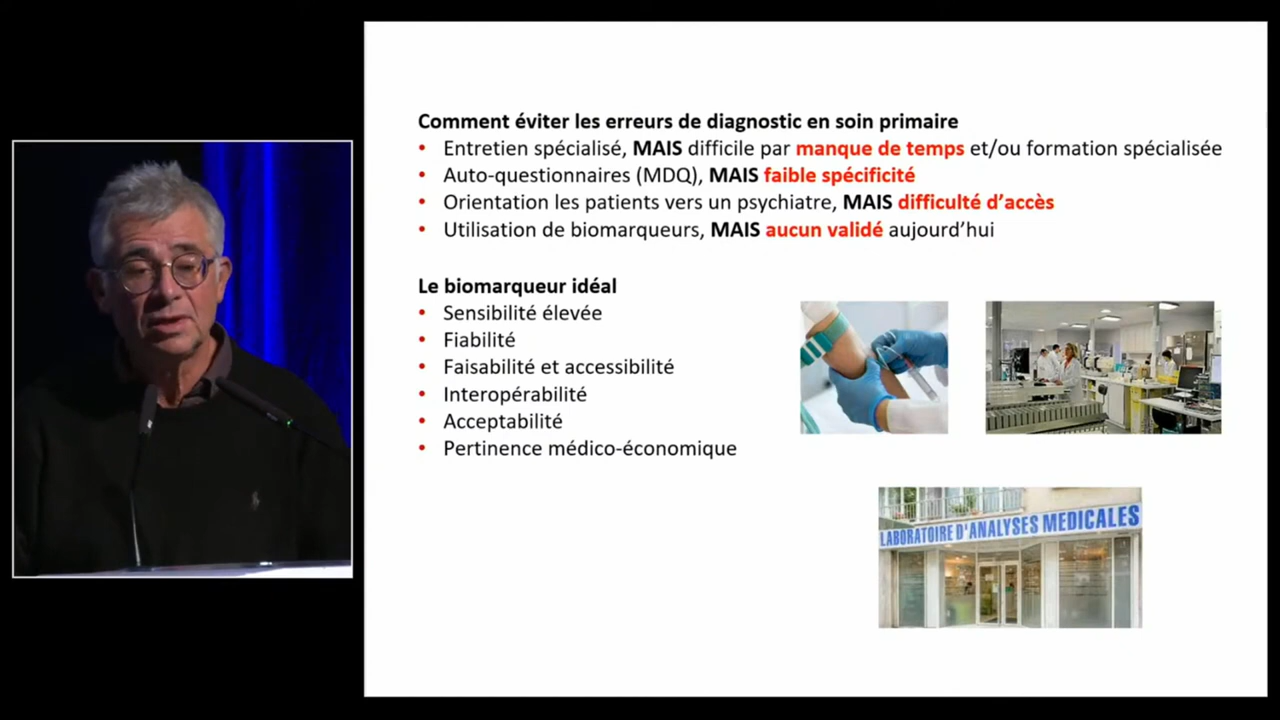 Comment éviter les erreurs de diagnostic en soin primaire
• Entretien spécialisé, MAIS difficile par manque de temps et/ou formation spécialisée
• Auto-questionnaires (MDQ), MAIS faible spécificité
• Orientation les patients vers un psychiatre, MAIS difficulté d'accès
• Utilisation de biomarqueurs, MAIS aucun validé aujourd'hui
Le biomarqueur idéal
• Sensibilité élevée
• Fiabilité
• Faisabilité et accessibilité
• Interopérabilité
• Acceptabilité
• Pertinence médico-économique
LABORATOIRE D'ANALYSES MEDICALES